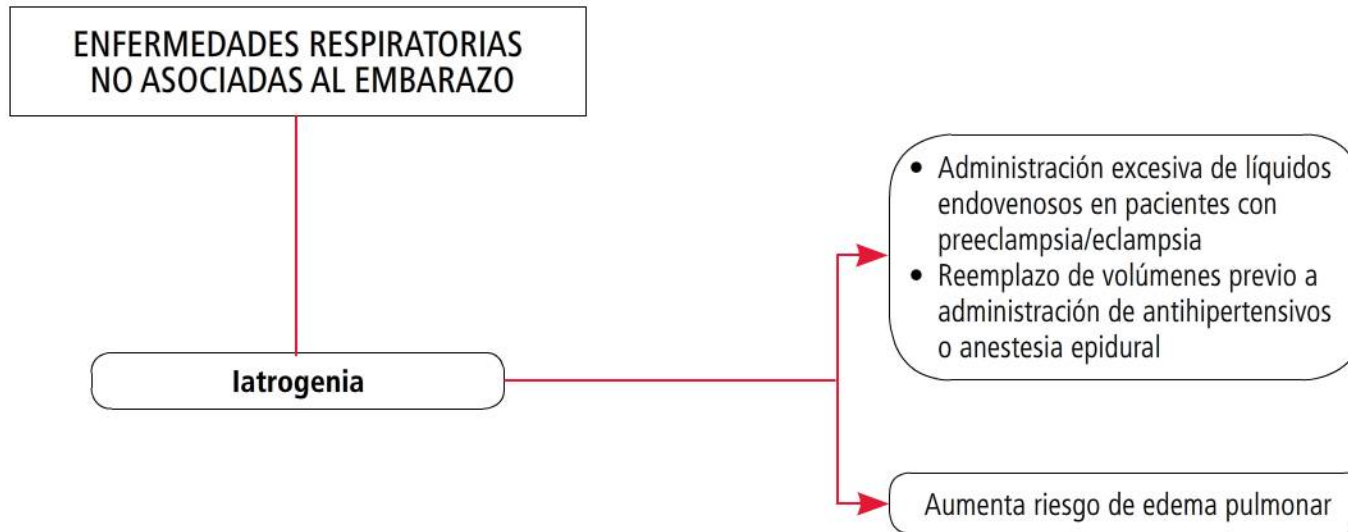 ENFERMEDADES RESPIRATORIAS
NO ASOCIADAS AL EMBARAZO
• Administración excesiva de líquidos
endovenosos en pacientes con
preeclampsia/eclampsia
• Reemplazo de volúmenes previo a
administración de antihipertensivos
o anestesia epidural
Iatrogenia
Aumenta riesgo de edema pulmonar